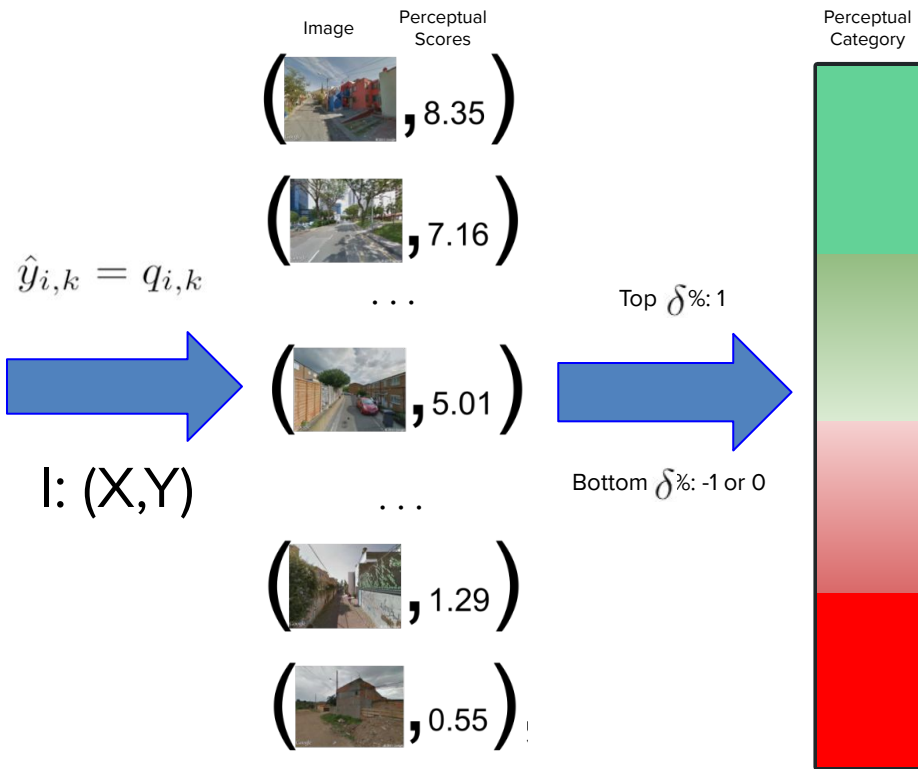 Image
Perceptual
Scores
Perceptual
Category
( , 8.35 )
( , 7.16 )
ŷ_{i,k} = q_{i,k}
. . .
Top δ%: 1
( , 5.01 )
Bottom δ%: -1 or 0
I: (X,Y)
. . .
( , 1.29 )
( , 0.55 ) ,